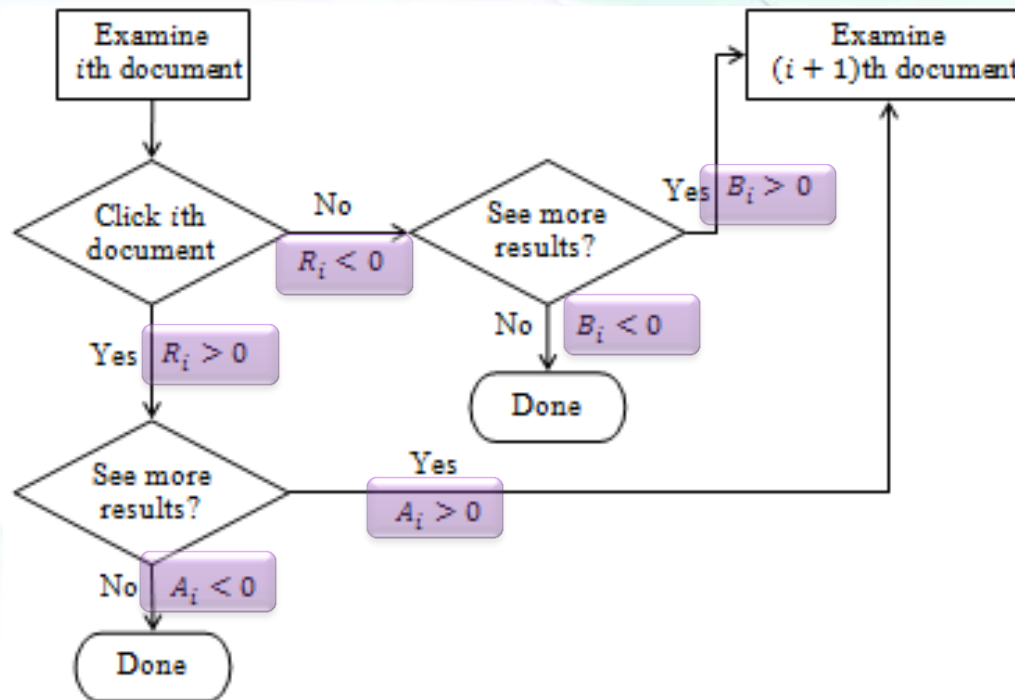 Examine
ith document
Examine
(i + 1)th document
Click ith
document
No
R_i < 0
See more
results?
Yes
B_i > 0
No
B_i < 0
Done
Yes
R_i > 0
See more
results?
Yes
A_i > 0
No
A_i < 0
Done